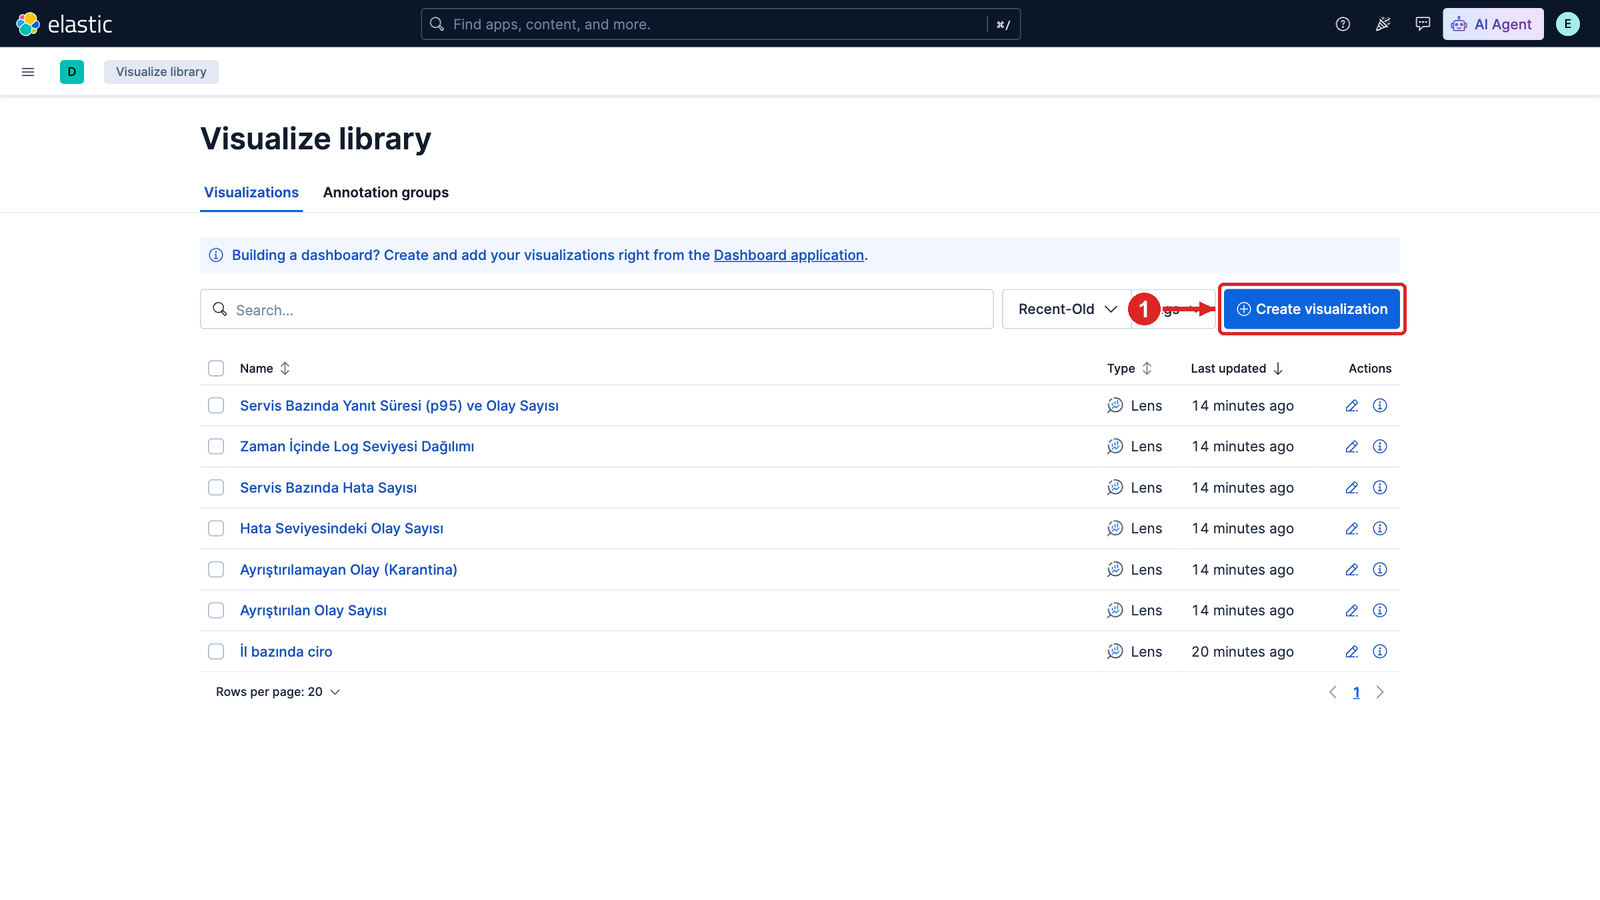 elastic
Find apps, content, and more.
⌘/
AI Agent
E
D
Visualize library
Visualize library
Visualizations
Annotation groups
Building a dashboard? Create and add your visualizations right from the Dashboard application.
Search...
Recent-Old
1
Create visualization
Name
Type
Last updated
Actions
Servis Bazında Yanıt Süresi (p95) ve Olay Sayısı
Lens
14 minutes ago
Zaman İçinde Log Seviyesi Dağılımı
Lens
14 minutes ago
Servis Bazında Hata Sayısı
Lens
14 minutes ago
Hata Seviyesindeki Olay Sayısı
Lens
14 minutes ago
Ayrıştırılamayan Olay (Karantina)
Lens
14 minutes ago
Ayrıştırılan Olay Sayısı
Lens
14 minutes ago
İl bazında ciro
Lens
20 minutes ago
Rows per page: 20
1